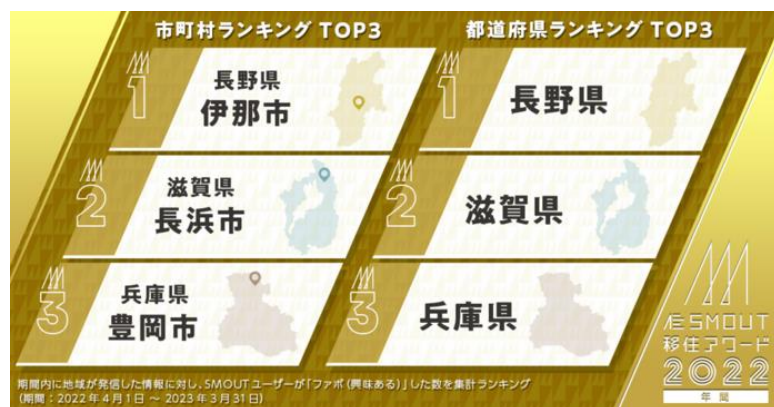 市町村ランキング TOP3
1
長野県
伊那市
2
滋賀県
長浜市
3
兵庫県
豊岡市
都道府県ランキング TOP3
1
長野県
2
滋賀県
3
兵庫県
SMOUT
移住アワード
2022
年間
期間内に地域が発信した情報に対し、SMOUTユーザーが「ファボ(興味ある)」した数を集計ランキング
(期間:2022年4月1日 ～ 2023年3月31日)